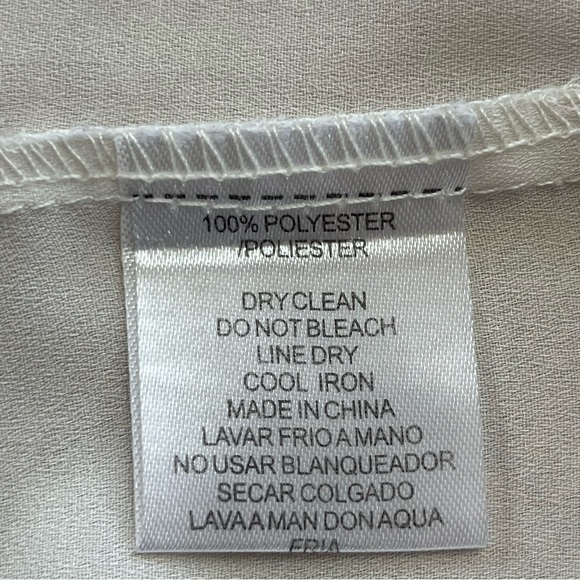 100% POLYESTER
/POLIESTER
DRY CLEAN
DO NOT BLEACH
LINE DRY
COOL IRON
MADE IN CHINA
LAVAR FRIO A MANO
NO USAR BLANQUEADOR
SECAR COLGADO
LAVA A MAN DON AQUA
FRIA